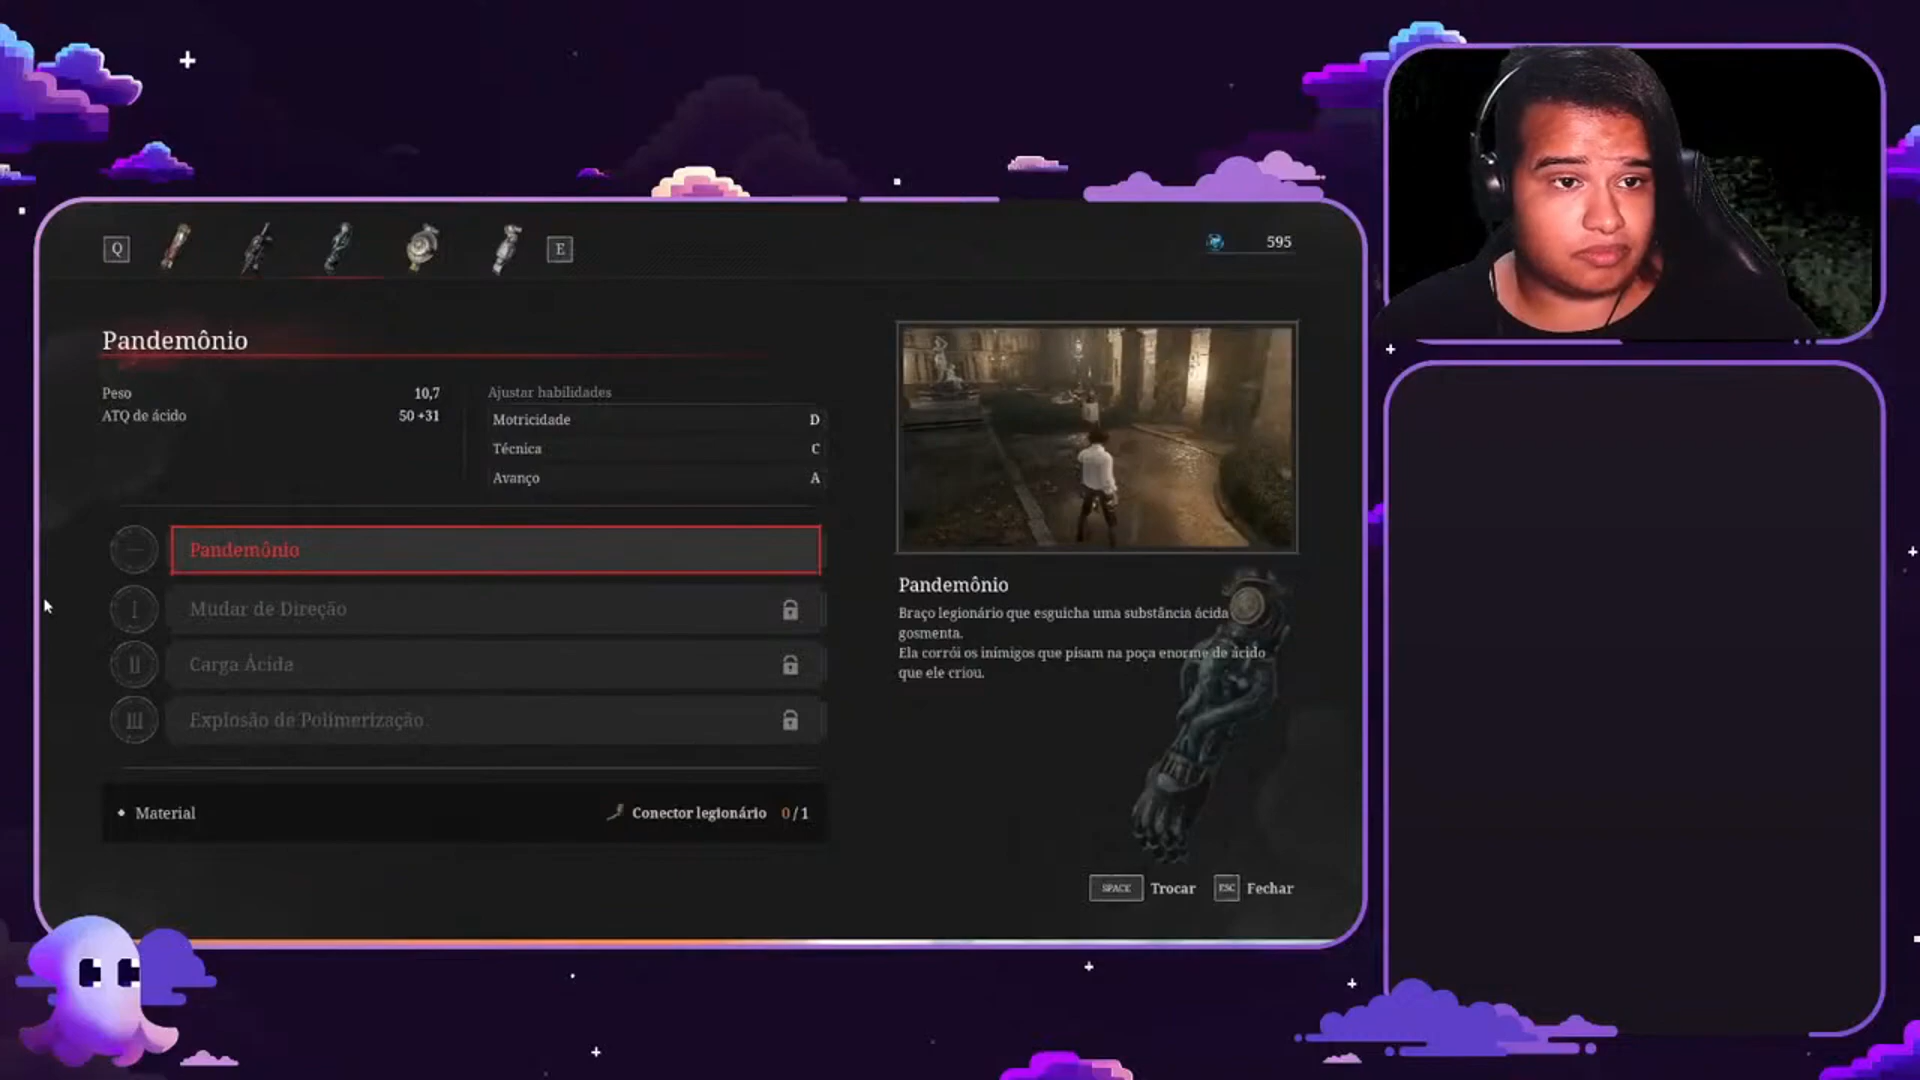 Q
E
595
Pandemônio
Peso 10,7
ATQ de ácido 50 +31
Ajustar habilidades
Motricidade D
Técnica C
Avanço A
Pandemônio
I Mudar de Direção
II Carga Ácida
III Explosão de Polimerização
Material Conector legionário 0/1
Pandemônio
Braço legionário que esguicha uma substância ácida
gosmenta.
Ela corrói os inimigos que pisam na poça enorme de ácido
que ele criou.
SPACE Trocar ESC Fechar